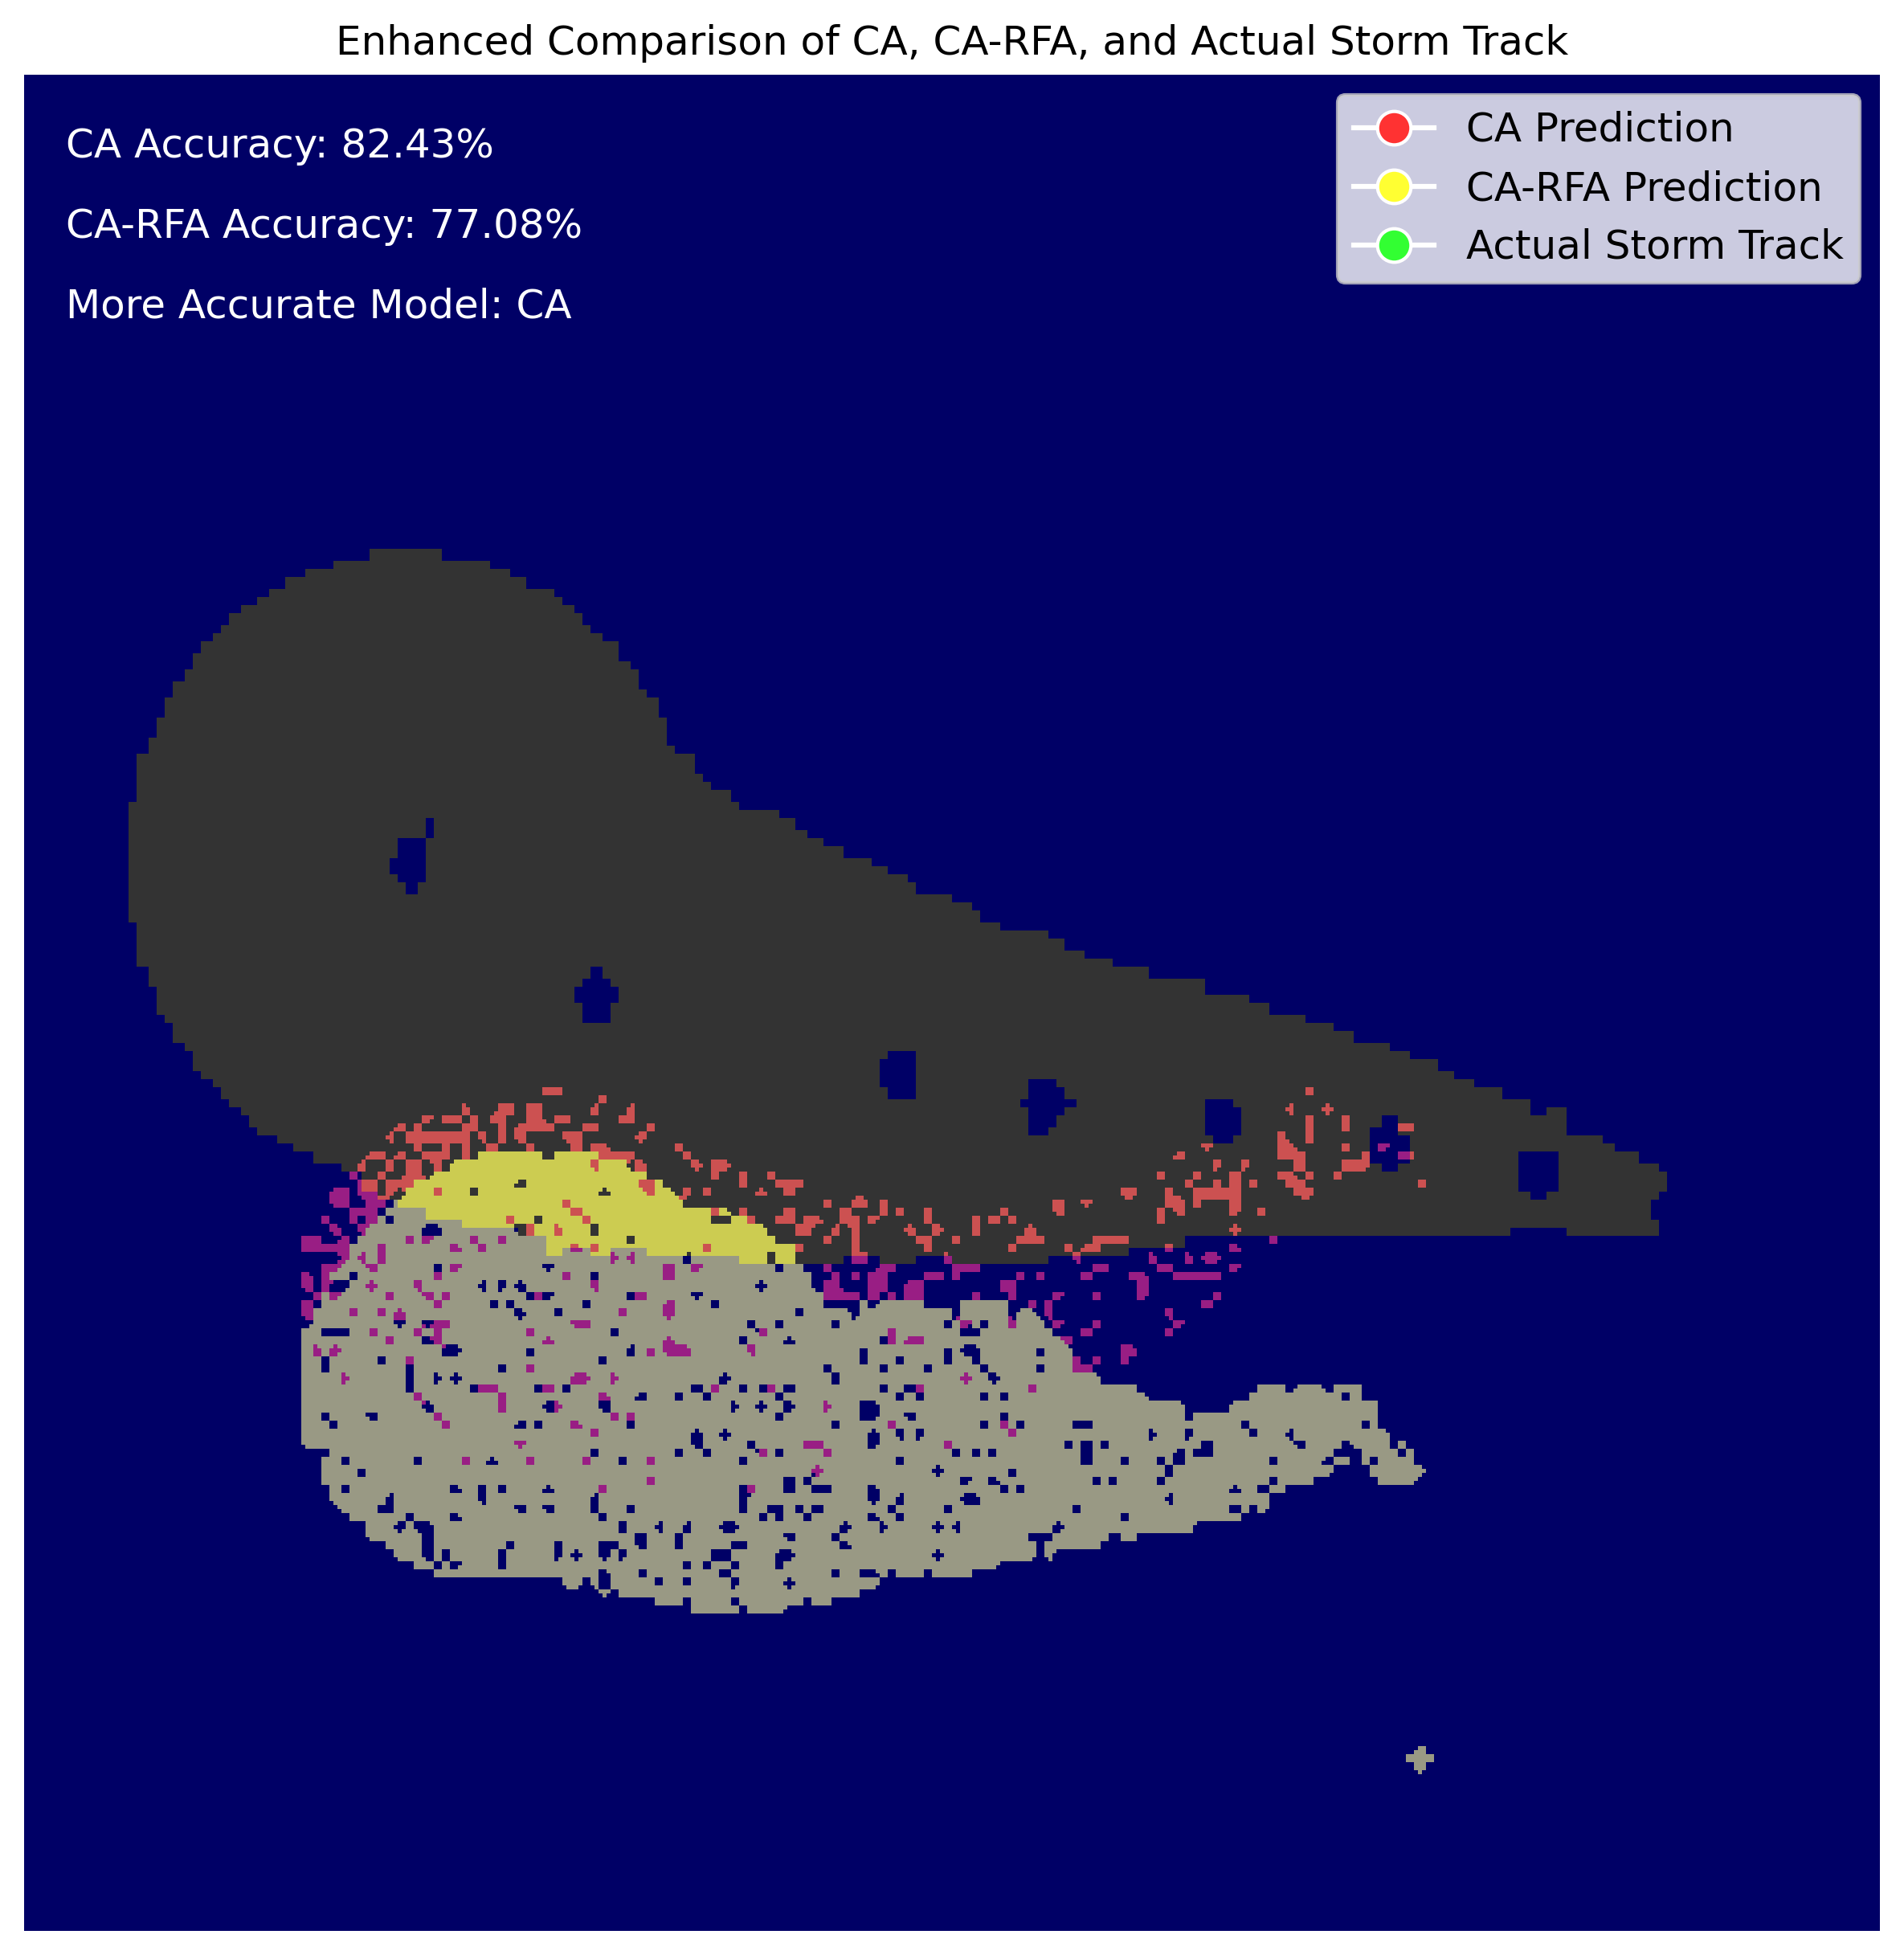 Enhanced Comparison of CA, CA-RFA, and Actual Storm Track
CA Accuracy: 82.43%
CA-RFA Accuracy: 77.08%
More Accurate Model: CA
CA Prediction
CA-RFA Prediction
Actual Storm Track